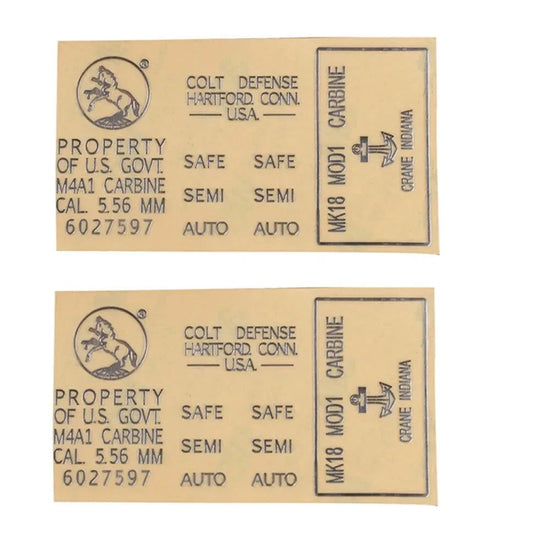 ®
PROPERTY
OF U.S. GOVT.
M4A1 CARBINE
CAL. 5.56 MM
6027597
COLT DEFENSE
HARTFORD. CONN.
U.S.A.
SAFE SAFE
SEMI SEMI
AUTO AUTO
MK18 MOD1 CARBINE
CRANE INDIANA
®
PROPERTY
OF U.S. GOVT.
M4A1 CARBINE
CAL. 5.56 MM
6027597
COLT DEFENSE
HARTFORD. CONN.
U.S.A.
SAFE SAFE
SEMI SEMI
AUTO AUTO
MK18 MOD1 CARBINE
CRANE INDIANA